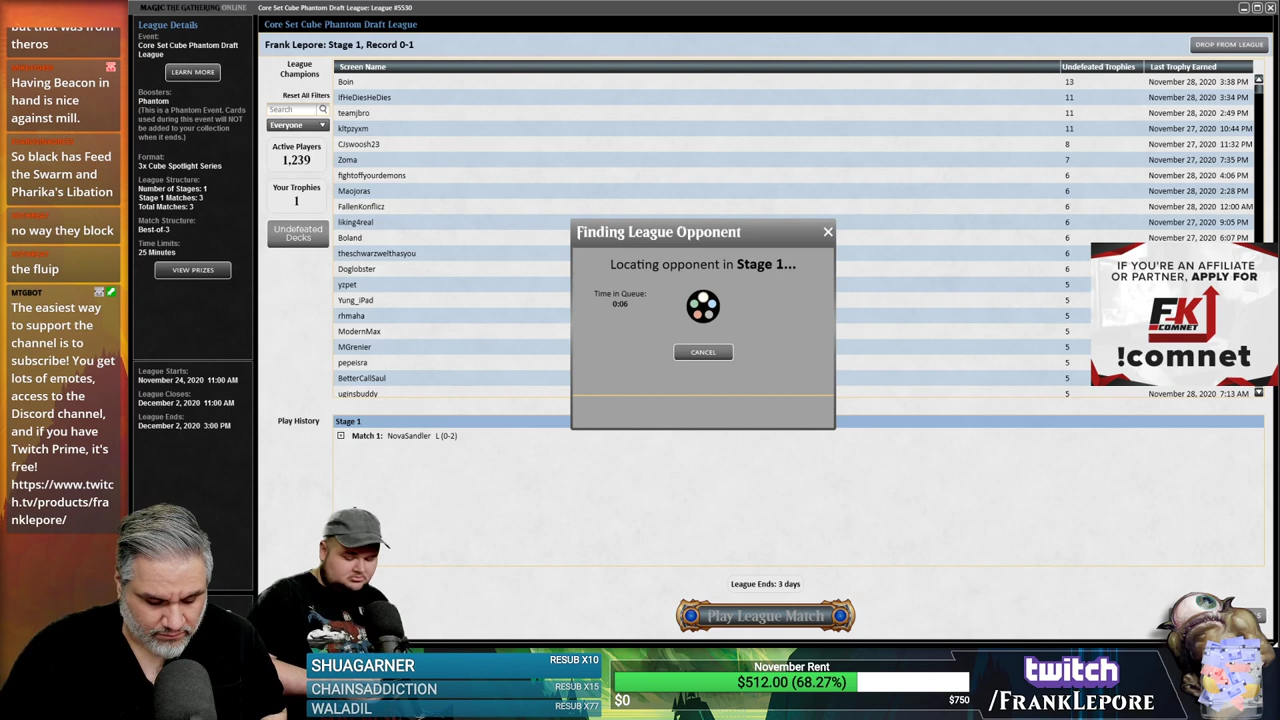 but that was from
theros
Having Beacon in
hand is nice
against mill.
So black has Feed
the Swarm and
Pharika's Libation
no way they block
the fluip
MTGBOT
The easiest way
to support the
channel is to
subscribe! You get
lots of emotes,
access to the
Discord channel,
and if you have
Twitch Prime, it's
free!
https://www.twitc
h.tv/products/fra
nklepore/
MAGIC THE GATHERING ONLINE
League Details
Event:
Core Set Cube Phantom Draft
League
LEARN MORE
Boosters:
Phantom
(This is a Phantom Event. Cards
used during this event will NOT
be added to your collection
when it ends.)
Format:
3x Cube Spotlight Series
League Structure:
Number of Stages: 1
Stage 1 Matches: 3
Total Matches: 3
Match Structure:
Best-of-3
Time Limits:
25 Minutes
VIEW PRIZES
League Starts:
November 24, 2020 11:00 AM
League Closes:
December 2, 2020 11:00 AM
League Ends:
December 2, 2020 3:00 PM
Core Set Cube Phantom Draft League: League #5530
Core Set Cube Phantom Draft League
Frank Lepore: Stage 1, Record 0-1
DROP FROM LEAGUE
League
Champions
Reset All Filters
Search
Everyone
Active Players
1,239
Your Trophies
1
Undefeated
Decks
Screen Name Undefeated Trophies Last Trophy Earned
Boin 13 November 28, 2020 3:38 PM
IfHeDiesHeDies 11 November 28, 2020 3:34 PM
teamjbro 11 November 28, 2020 2:49 PM
kltpzyxm 11 November 27, 2020 10:44 PM
CJswoosh23 8 November 27, 2020 11:32 PM
Zoma 7 November 27, 2020 7:35 PM
fightoffyourdemons 6 November 28, 2020 4:06 PM
Maojoras 6 November 28, 2020 2:28 PM
FallenKonflicz 6 November 28, 2020 12:00 AM
liking4real 6 November 27, 2020 9:05 PM
Boland 6 November 27, 2020 6:07 PM
theschwarzwelthasyou 6
Doglobster 6
yzpet 5
Yung_iPad 5
rhmaha 5
ModernMax 5
MGrenier 5
pepeisra 5
BetterCallSaul 5
uginsbuddy 5 November 28, 2020 7:13 AM
Finding League Opponent
Locating opponent in Stage 1...
Time in Queue:
0:06
CANCEL
IF YOU'RE AN AFFILIATE
OR PARTNER, APPLY FOR
COMNET
!comnet
Play History
Stage 1
Match 1: NovaSandler L (0-2)
League Ends: 3 days
Play League Match
SHUAGARNER RESUB X10
CHAINSADDICTION RESUB X15
WALADIL RESUB X77
November Rent
$512.00 (68.27%)
$0 $750
twitch
/FRANKLEPORE